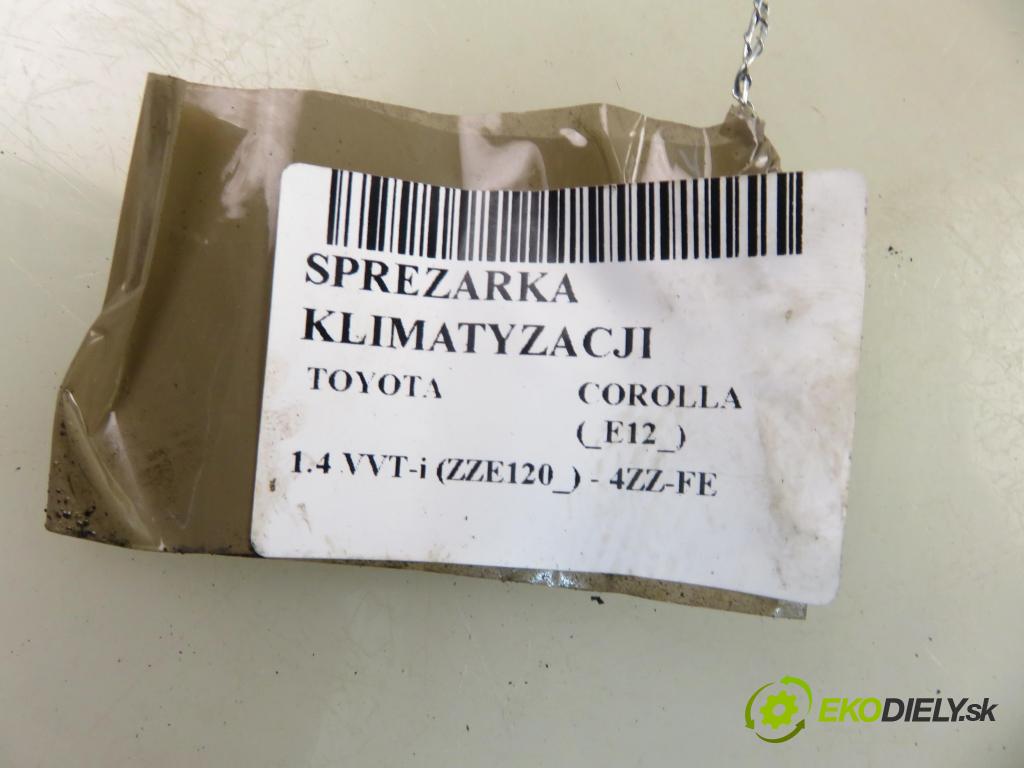 SPREZARKA
KLIMATYZACJI
TOYOTA COROLLA
(_E12_)
1.4 VVT-i (ZZE120_) - 4ZZ-FE
EKODIELY.sk